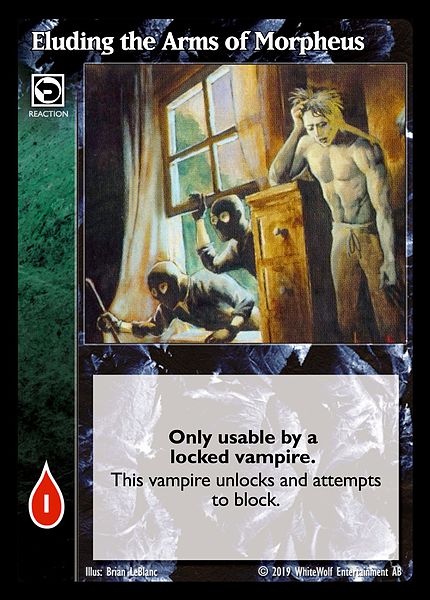 Eluding the Arms of Morpheus
REACTION
Only usable by a
locked vampire.
This vampire unlocks and attempts
to block.
1
Illus: Brian LeBlanc
© 2019 WhiteWolf Entertainment AB